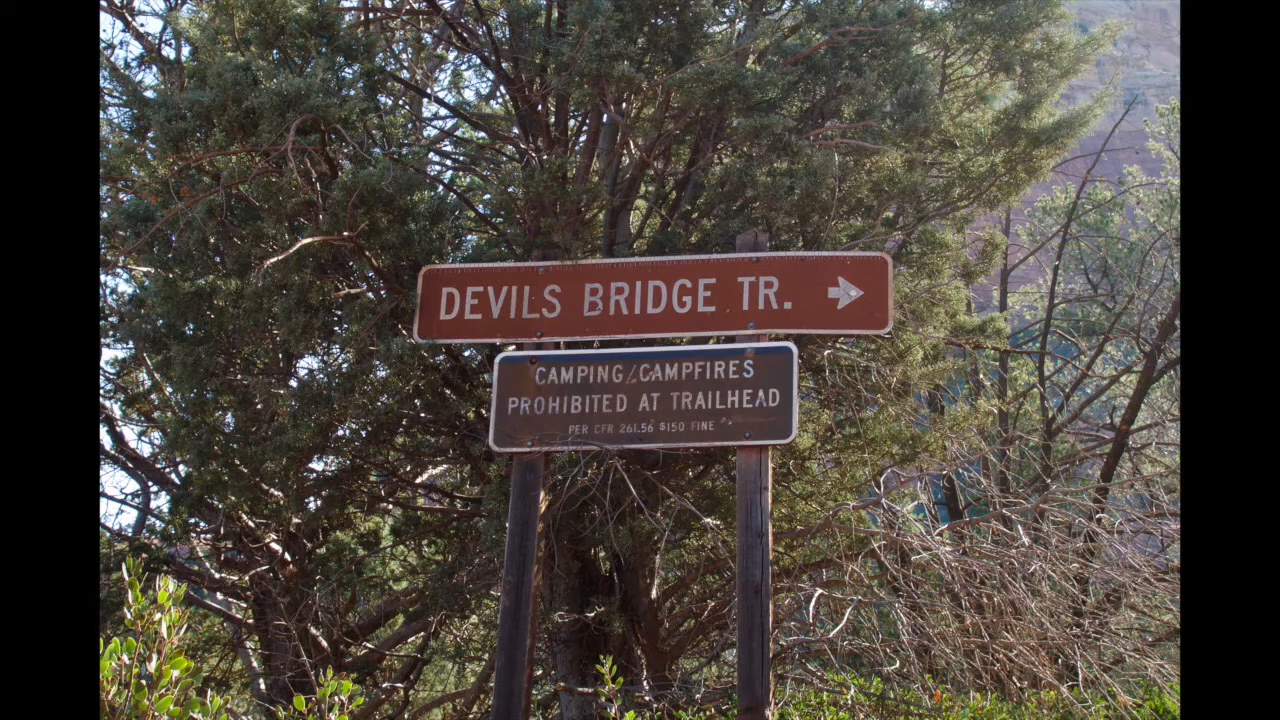 DEVILS BRIDGE TR.
CAMPING/CAMPFIRES
PROHIBITED AT TRAILHEAD
PER CFR 261.56 $150 FINE